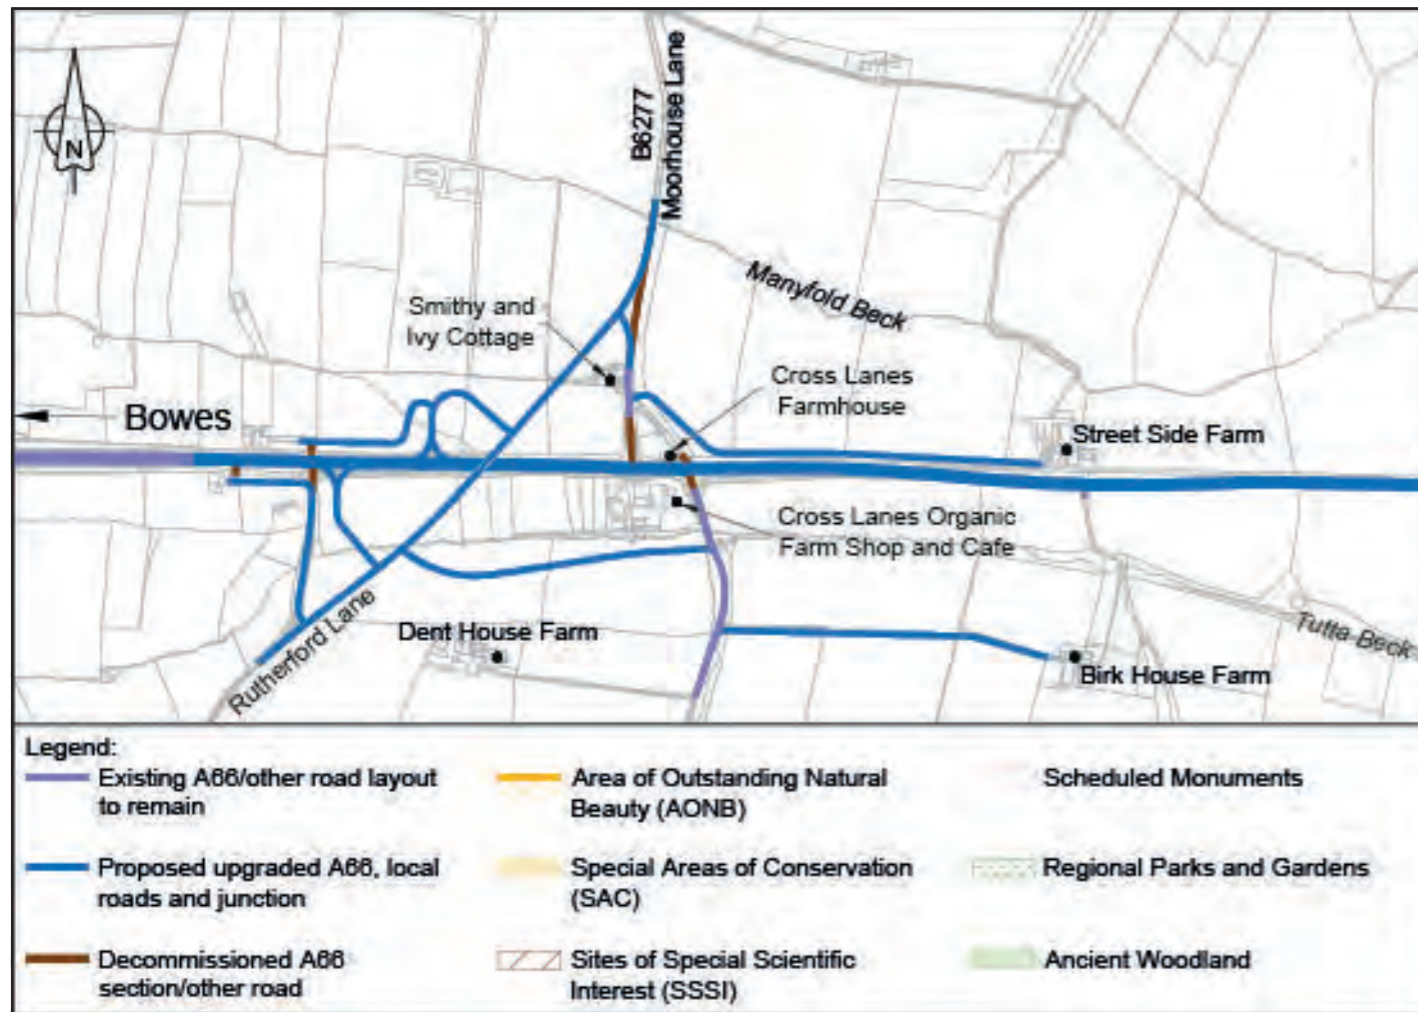 B6277
Moorhouse Lane
N
Smithy and
Ivy Cottage
Manyfold Beck
Cross Lanes
Farmhouse
Bowes
Street Side Farm
Cross Lanes Organic
Farm Shop and Cafe
Rutherford Lane
Dent House Farm
Tutta Beck
Birk House Farm
Legend:
Existing A66/other road layout
to remain
Proposed upgraded A66, local
roads and junction
Decommissioned A66
section/other road
Area of Outstanding Natural
Beauty (AONB)
Special Areas of Conservation
(SAC)
Sites of Special Scientific
Interest (SSSI)
Scheduled Monuments
Regional Parks and Gardens
Ancient Woodland